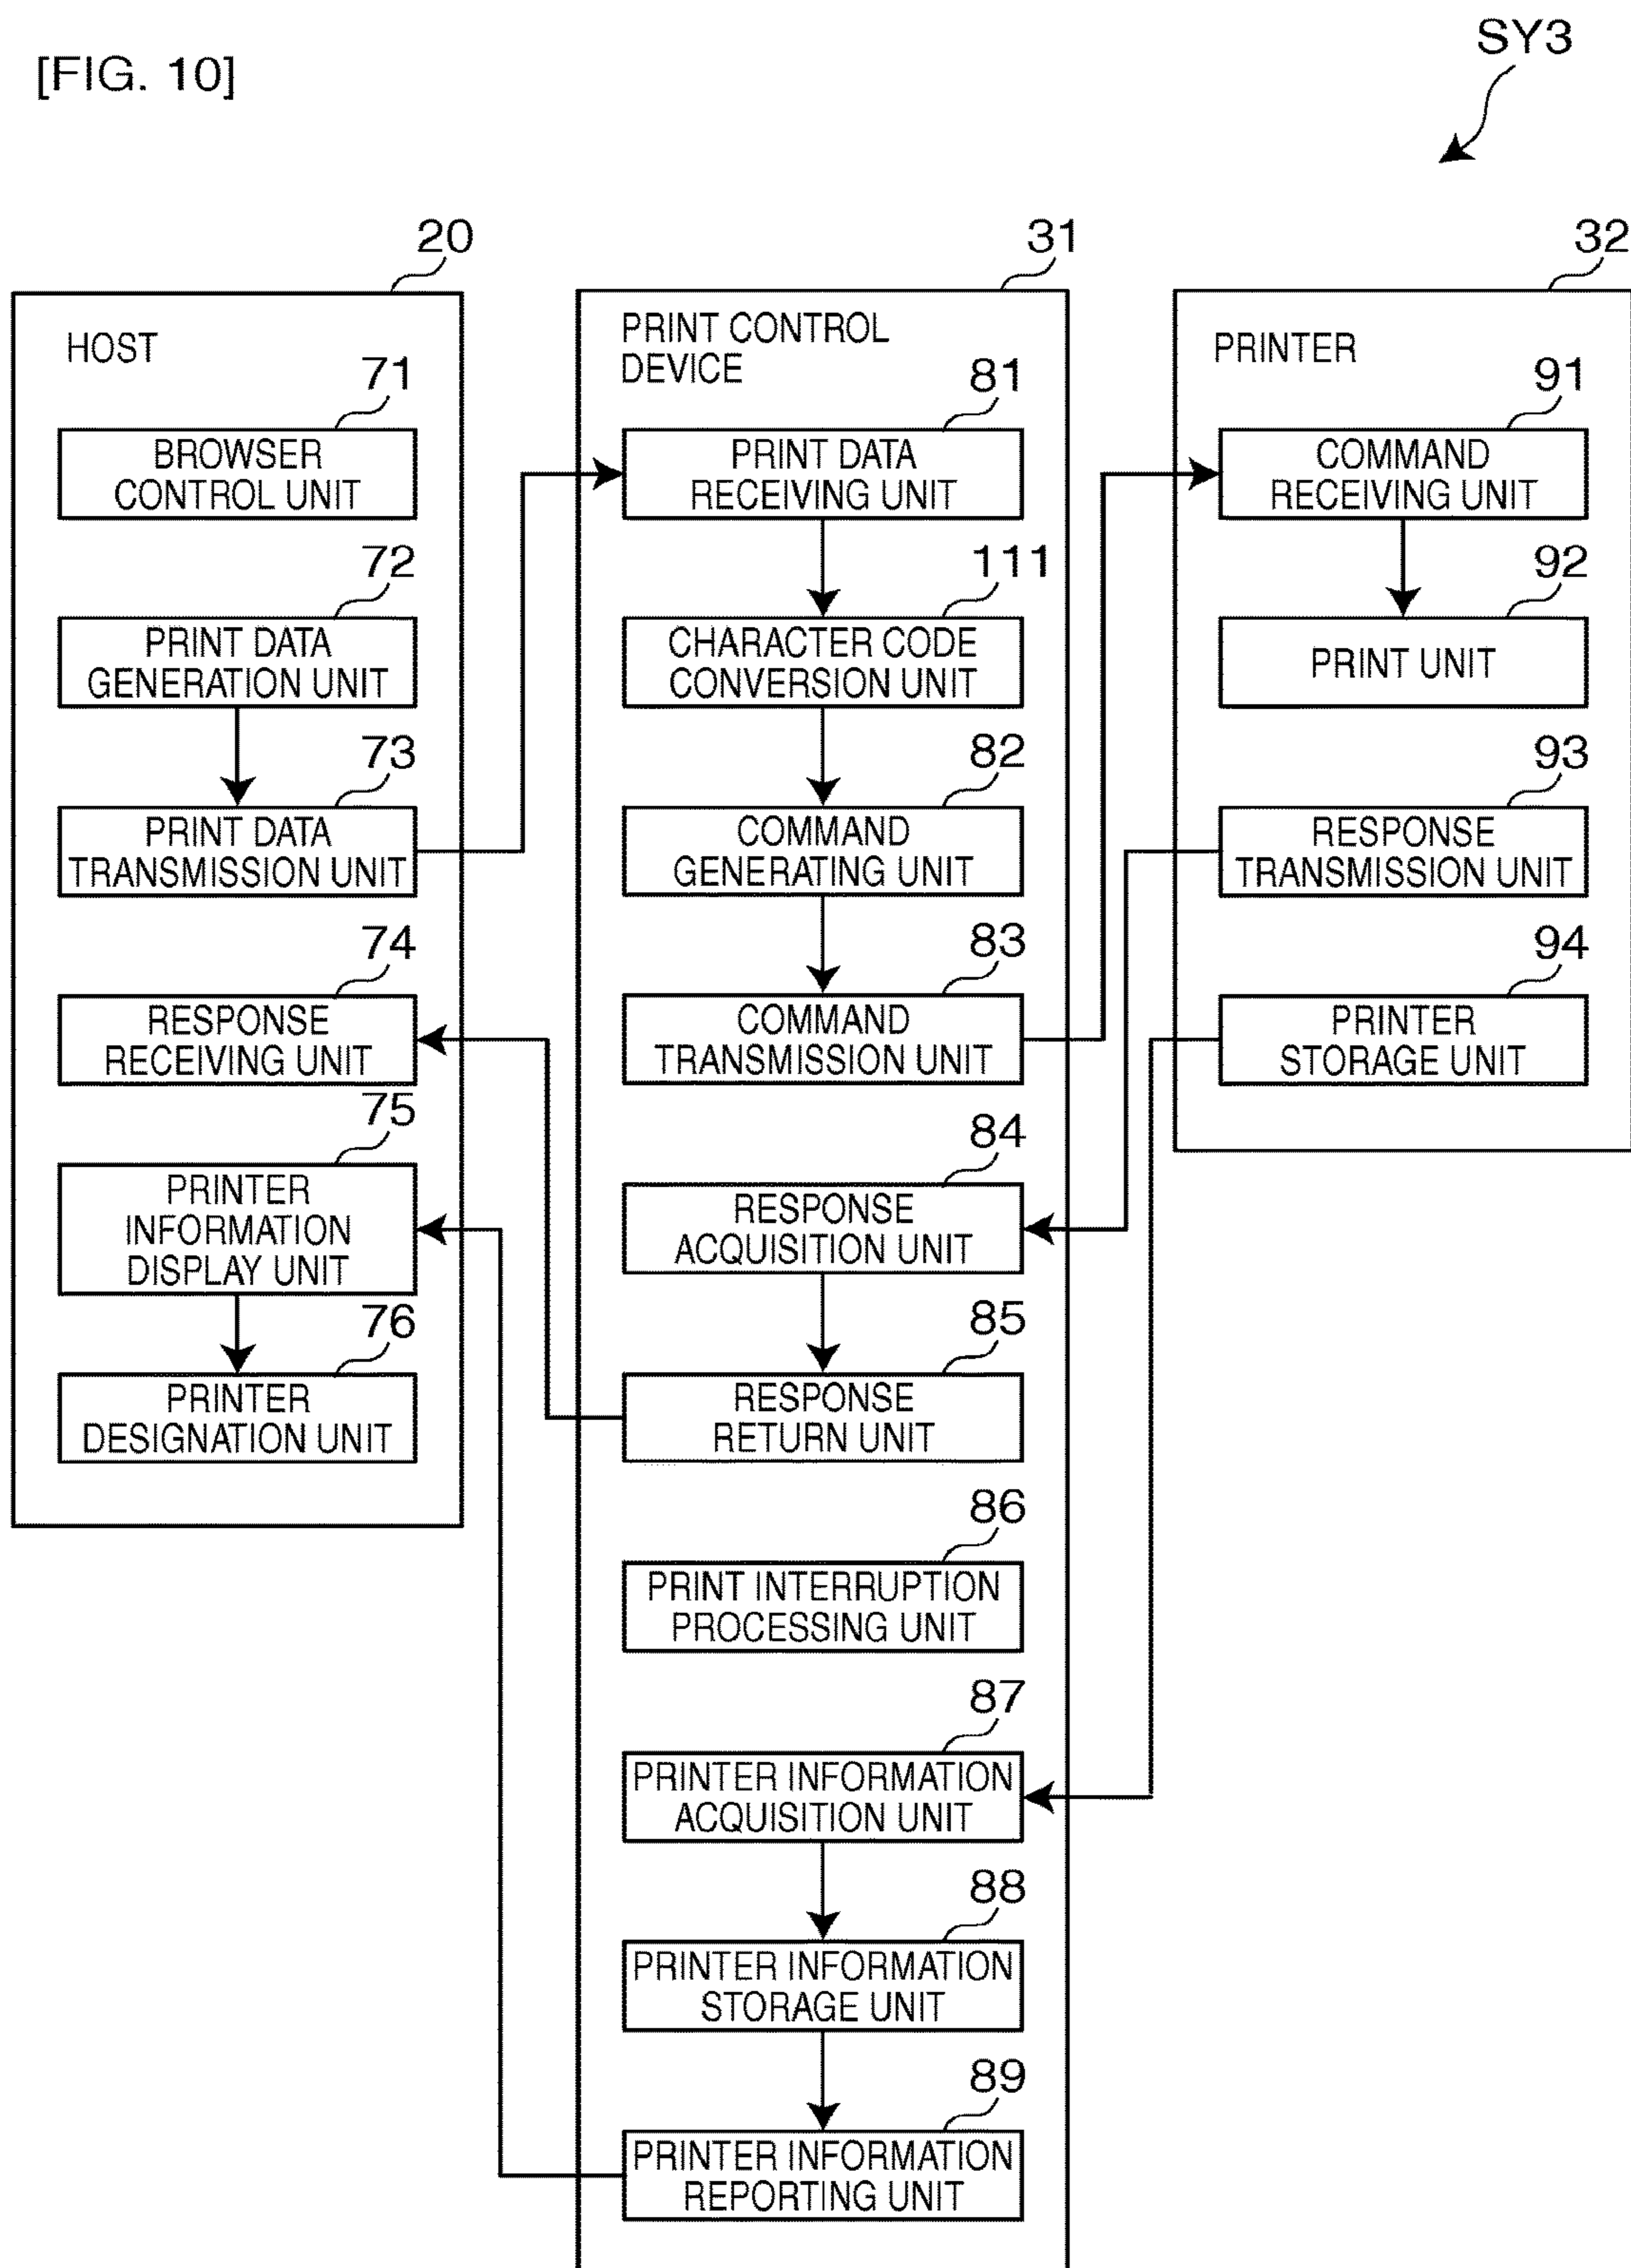 [FIG. 10]
SY3
20
HOST
71
BROWSER
CONTROL UNIT
72
PRINT DATA
GENERATION UNIT
73
PRINT DATA
TRANSMISSION UNIT
74
RESPONSE
RECEIVING UNIT
75
PRINTER
INFORMATION
DISPLAY UNIT
76
PRINTER
DESIGNATION UNIT
31
PRINT CONTROL
DEVICE
81
PRINT DATA
RECEIVING UNIT
111
CHARACTER CODE
CONVERSION UNIT
82
COMMAND
GENERATING UNIT
83
COMMAND
TRANSMISSION UNIT
84
RESPONSE
ACQUISITION UNIT
85
RESPONSE
RETURN UNIT
86
PRINT INTERRUPTION
PROCESSING UNIT
87
PRINTER INFORMATION
ACQUISITION UNIT
88
PRINTER INFORMATION
STORAGE UNIT
89
PRINTER INFORMATION
REPORTING UNIT
32
PRINTER
91
COMMAND
RECEIVING UNIT
92
PRINT UNIT
93
RESPONSE
TRANSMISSION UNIT
94
PRINTER
STORAGE UNIT